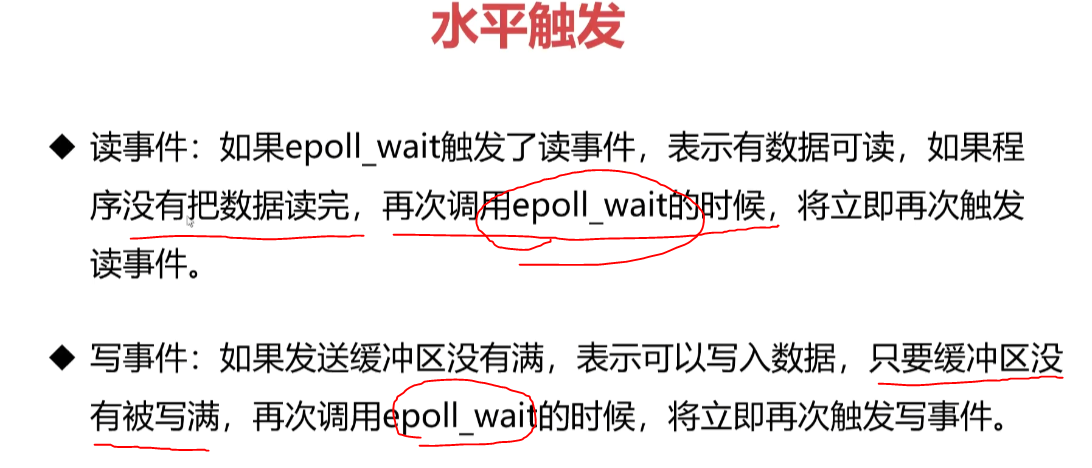 水平触发
◆ 读事件：如果epoll_wait触发了读事件，表示有数据可读，如果程
序没有把数据读完，再次调用epoll_wait的时候，将立即再次触发
读事件。
◆ 写事件：如果发送缓冲区没有满，表示可以写入数据，只要缓冲区没
有被写满，再次调用epoll_wait的时候，将立即再次触发写事件。